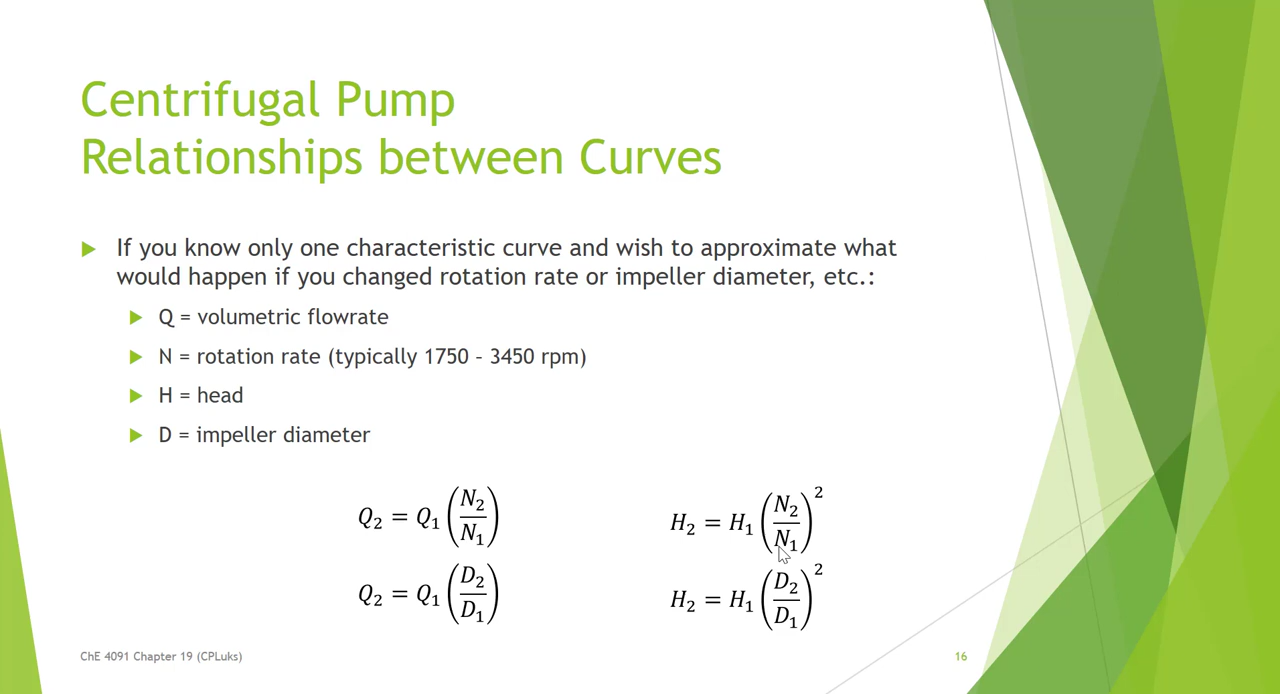 Centrifugal Pump
Relationships between Curves
If you know only one characteristic curve and wish to approximate what
would happen if you changed rotation rate or impeller diameter, etc.:
Q = volumetric flowrate
N = rotation rate (typically 1750 – 3450 rpm)
H = head
D = impeller diameter
Q₂ = Q₁ (N₂/N₁)
H₂ = H₁ (N₂/N₁)²
Q₂ = Q₁ (D₂/D₁)
H₂ = H₁ (D₂/D₁)²
ChE 4091 Chapter 19 (CPLuks)
16